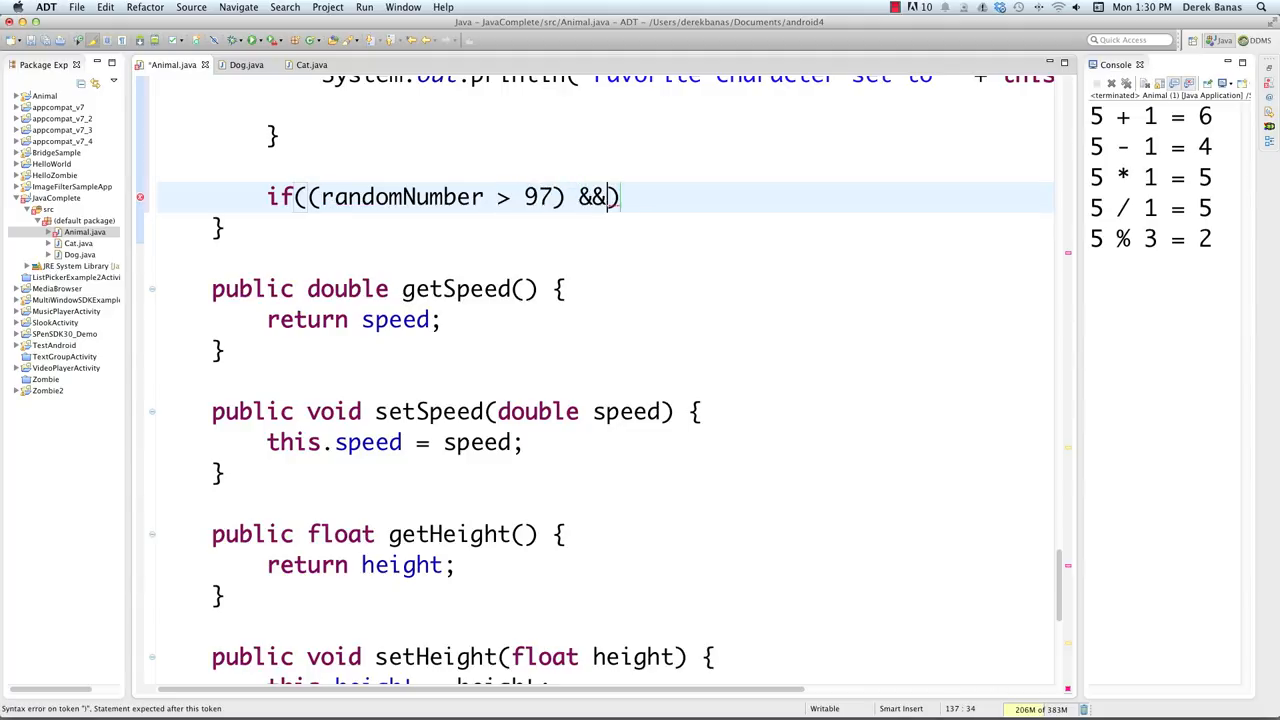 ADT File Edit Refactor Source Navigate Search Project Run Window Help 10 Mon 1:30 PM Derek Banas
Java – JavaComplete/src/Animal.java – ADT – /Users/derekbanas/Documents/android4
Quick Access Java DDMS
Package Exp *Animal.java Dog.java Cat.java Console
<terminated> Animal (1) [Java Application] /S
Animal
appcompat_v7
appcompat_v7_2
appcompat_v7_3
appcompat_v7_4
BridgeSample
HelloWorld
HelloZombie
ImageFilterSampleApp
JavaComplete
src
(default package)
Animal.java
Cat.java
Dog.java
JRE System Library [Ja
ListPickerExample2Activi
MediaBrowser
MultiWindowSDKExample
MusicPlayerActivity
SlookActivity
SPenSDK30_Demo
TestAndroid
TextGroupActivity
VideoPlayerActivity
Zombie
Zombie2
System.out.println("Favorite Character set to " + this
}
if((randomNumber > 97) &&)
}
public double getSpeed() {
return speed;
}
public void setSpeed(double speed) {
this.speed = speed;
}
public float getHeight() {
return height;
}
public void setHeight(float height) {
this.height = height;
5 + 1 = 6
5 - 1 = 4
5 * 1 = 5
5 / 1 = 5
5 % 3 = 2
Syntax error on token ")", Statement expected after this token Writable Smart Insert 137 : 34 206M of 383M